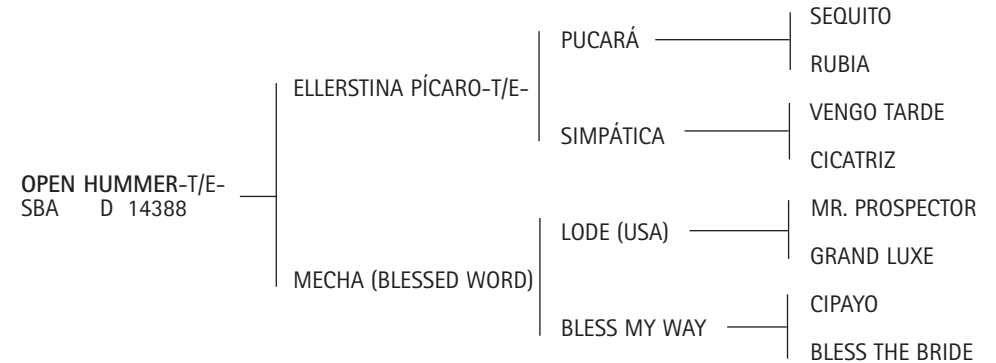 SEQUITO
PUCARÁ
RUBIA
ELLERSTINA PÍCARO-T/E-
VENGO TARDE
SIMPÁTICA
CICATRIZ
OPEN HUMMER-T/E-
SBA D 14388
MR. PROSPECTOR
LODE (USA)
GRAND LUXE
MECHA (BLESSED WORD)
CIPAYO
BLESS MY WAY
BLESS THE BRIDE